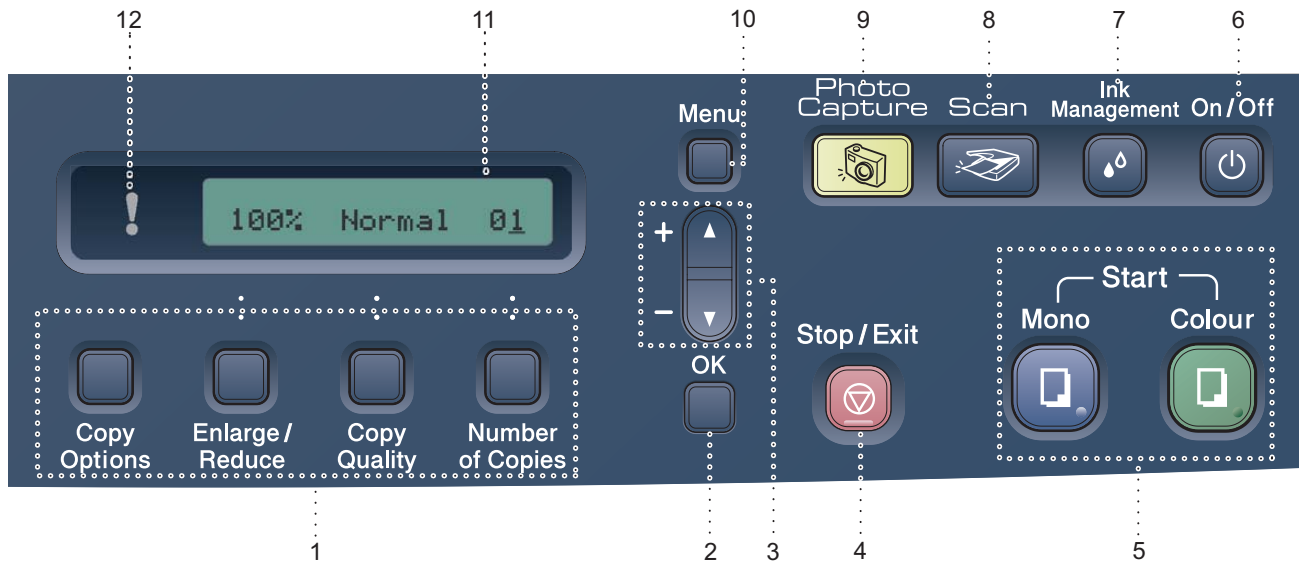 12 11 10 9 8 7 6
Photo Capture
Scan
Ink Management
On/Off
Menu
!
100% Normal 01
+
−
OK
Copy Options
Enlarge/ Reduce
Copy Quality
Number of Copies
Stop/Exit
Start
Mono
Colour
1 2 3 4 5